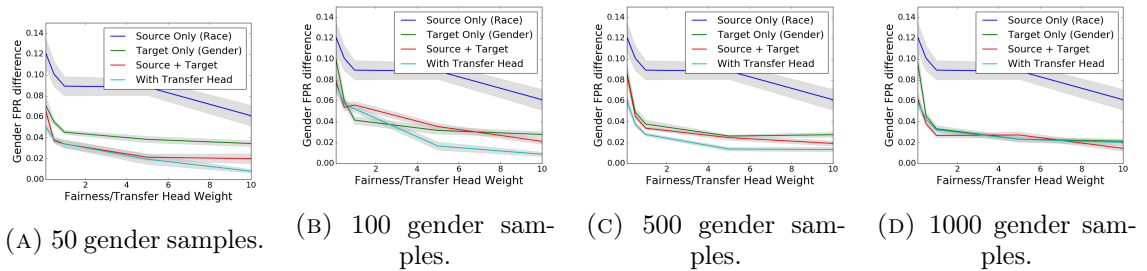 Gender FPR difference
0.14
0.12
0.10
0.08
0.06
0.04
0.02
0.00
Source Only (Race)
Target Only (Gender)
Source + Target
With Transfer Head
2 4 6 8 10
Fairness/Transfer Head Weight
(A) 50 gender samples.
Gender FPR difference
0.14
0.12
0.10
0.08
0.06
0.04
0.02
0.00
Source Only (Race)
Target Only (Gender)
Source + Target
With Transfer Head
2 4 6 8 10
Fairness/Transfer Head Weight
(B) 100 gender sam-
ples.
Gender FPR difference
0.14
0.12
0.10
0.08
0.06
0.04
0.02
0.00
Source Only (Race)
Target Only (Gender)
Source + Target
With Transfer Head
2 4 6 8 10
Fairness/Transfer Head Weight
(C) 500 gender sam-
ples.
Gender FPR difference
0.14
0.12
0.10
0.08
0.06
0.04
0.02
0.00
Source Only (Race)
Target Only (Gender)
Source + Target
With Transfer Head
2 4 6 8 10
Fairness/Transfer Head Weight
(D) 1000 gender sam-
ples.